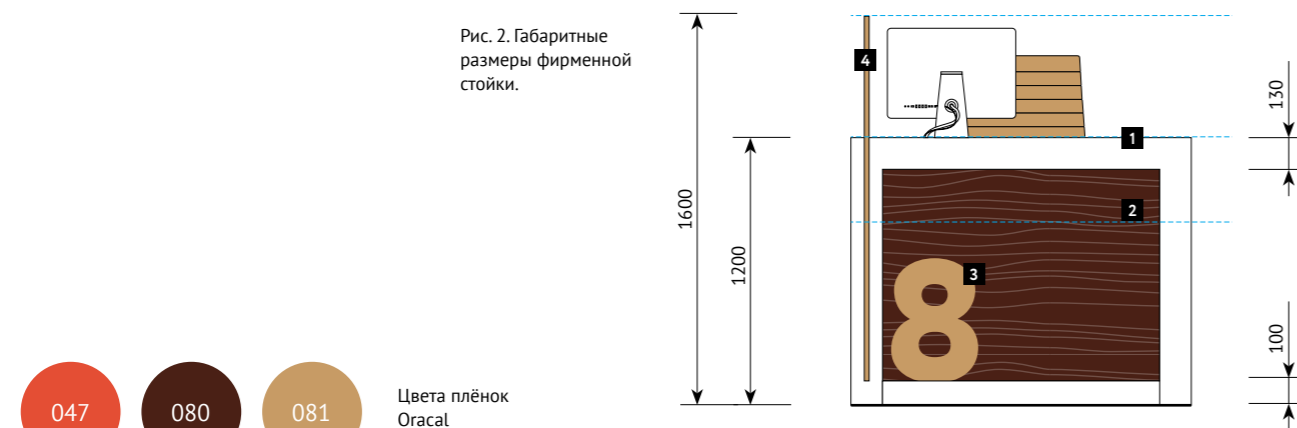 Рис. 2. Габаритные
размеры фирменной
стойки.
1600
1200
4
1
2
3
8
130
100
047
080
081
Цвета плёнок
Oracal